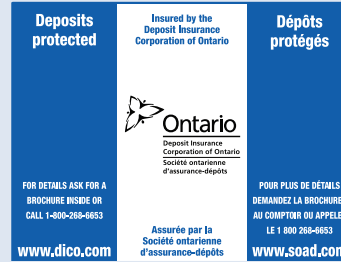 Deposits
protected
FOR DETAILS ASK FOR A
BROCHURE INSIDE OR
CALL 1-800-268-6653
www.dico.com
Insured by the
Deposit Insurance
Corporation of Ontario
Ontario
Deposit Insurance
Corporation of Ontario
Société ontarienne
d'assurance-dépôts
Assurée par la
Société ontarienne
d'assurance-dépôts
Dépôts
protégés
POUR PLUS DE DÉTAILS
DEMANDEZ LA BROCHURE
AU COMPTOIR OU APPELE
LE 1 800 268-6653
www.soad.com